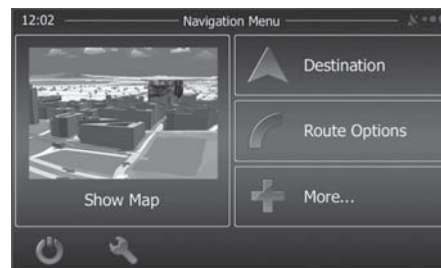 12:02 Navigation Menu
Destination
Route Options
Show Map
More...